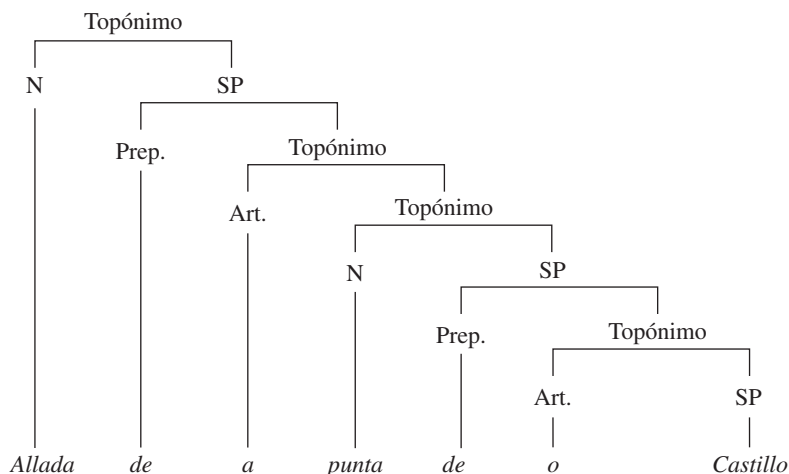 Topónimo
N SP
Prep. Topónimo
Art. Topónimo
N SP
Prep. Topónimo
Art. SP
Allada de a punta de o Castillo